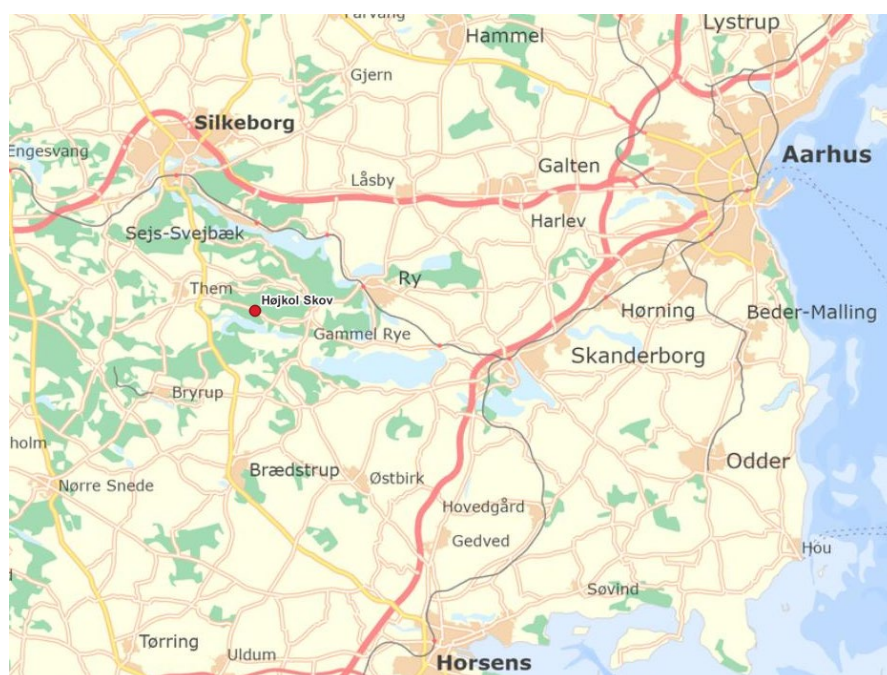 Lystrup
Hammel
Gjern
Silkeborg
Engesvang
Aarhus
Galten
Låsby
Harlev
Sejs-Svejbæk
Ry
Them
Højkol Skov
Hørning
Beder-Malling
Gammel Rye
Skanderborg
Bryrup
Odder
Brædstrup
Østbirk
Nørre Snede
Hovedgård
Gedved
Hou
Søvind
Tørring
Uldum
Horsens